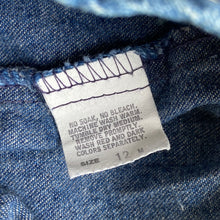 NO SOAK, NO BLEACH.
MACHINE WASH WARM.
TUMBLE DRY MEDIUM.
REMOVE PROMPTLY.
WASH RED AND DARK
COLORS SEPARATELY.
SIZE 12 M